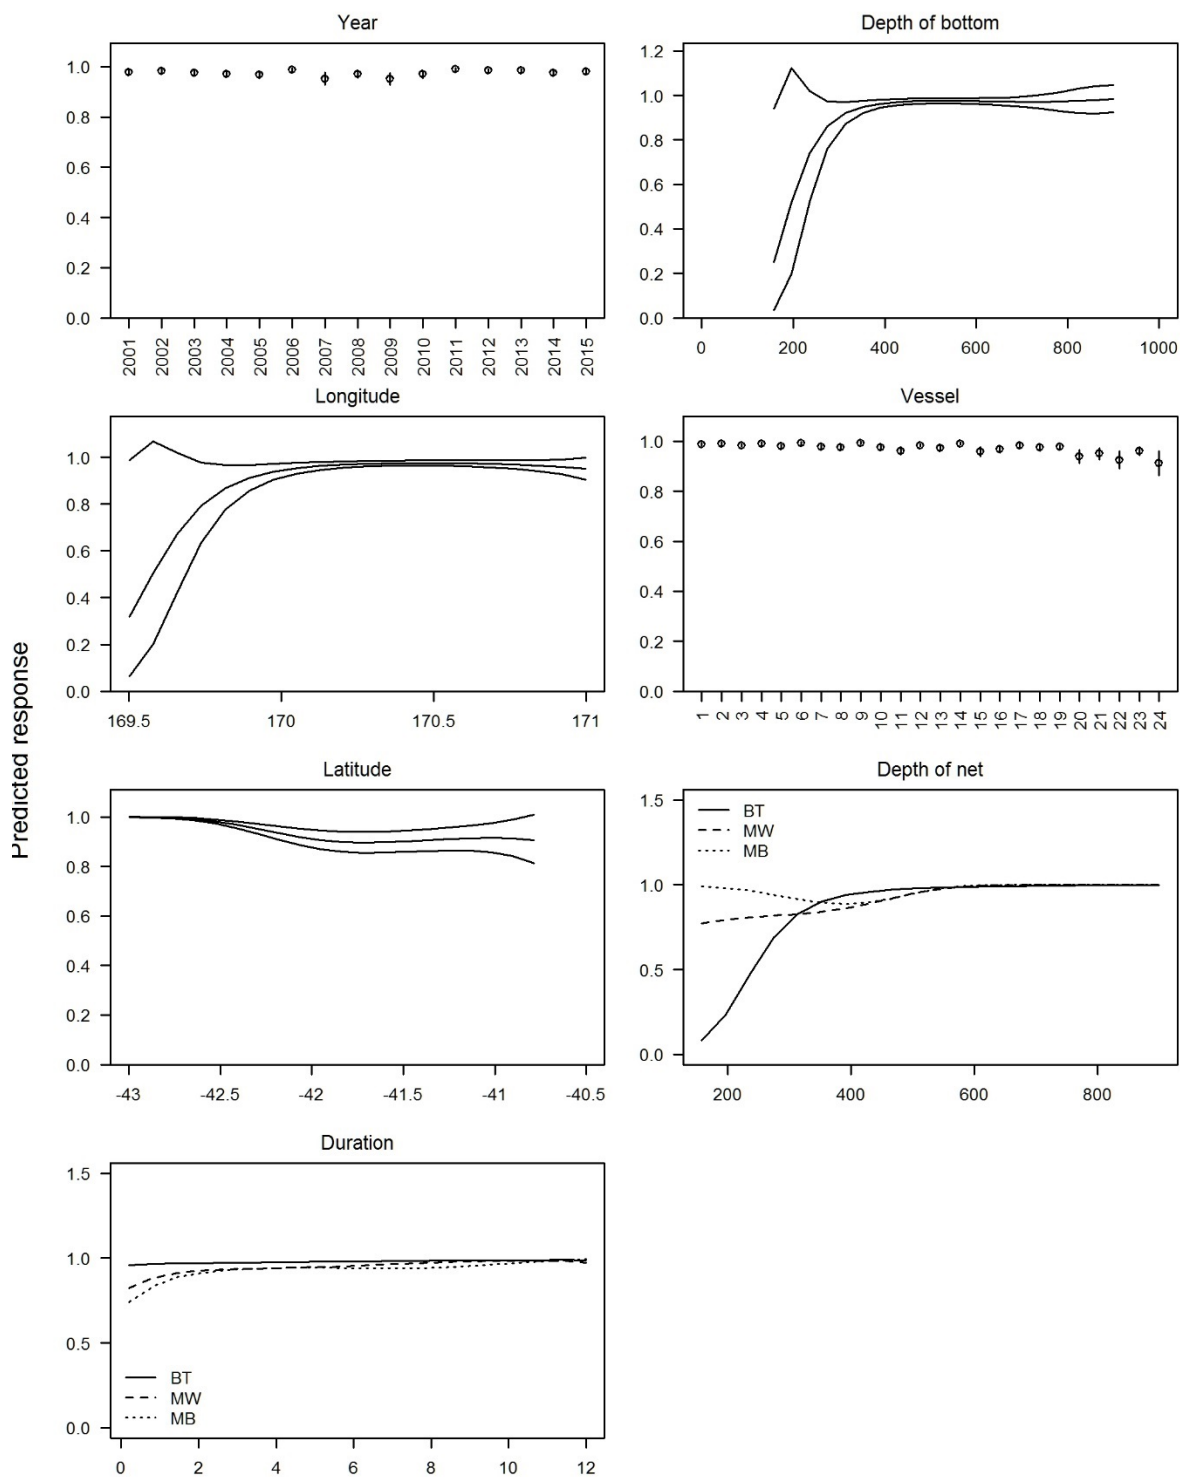 Predicted response
Year
1.0
0.8
0.6
0.4
0.2
0.0
2001 2002 2003 2004 2005 2006 2007 2008 2009 2010 2011 2012 2013 2014 2015
Depth of bottom
1.2
1.0
0.8
0.6
0.4
0.2
0.0
0 200 400 600 800 1000
Longitude
1.0
0.8
0.6
0.4
0.2
0.0
169.5 170 170.5 171
Vessel
1.0
0.8
0.6
0.4
0.2
0.0
1 2 3 4 5 6 7 8 9 10 11 12 13 14 15 16 17 18 19 20 21 22 23 24
Latitude
1.0
0.8
0.6
0.4
0.2
0.0
-43 -42.5 -42 -41.5 -41 -40.5
Depth of net
BT
MW
MB
1.5
1.0
0.5
0.0
200 400 600 800
Duration
1.5
1.0
0.5
0.0
BT
MW
MB
0 2 4 6 8 10 12